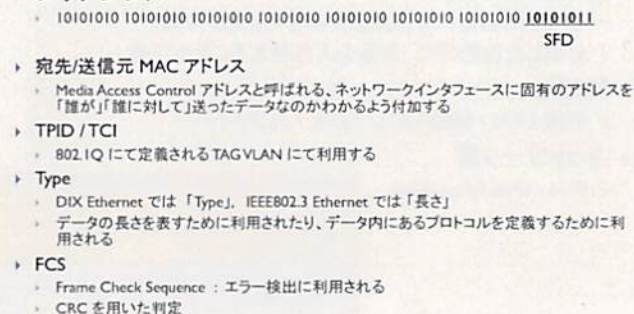 10101010 10101010 10101010 10101010 10101010 10101010 10101010 10101011
SFD
宛先/送信元 MAC アドレス
Media Access Control アドレスと呼ばれる、ネットワークインタフェースに固有のアドレスを
「誰が」「誰に対して」送ったデータなのかわかるよう付加する
TPID / TCI
802.1Q にて定義される TAG VLAN にて利用する
Type
DIX Ethernet では 「Type」, IEEE802.3 Ethernet では 「長さ」
データの長さを表すために利用されたり、データ内にあるプロトコルを定義するために利
用される
FCS
Frame Check Sequence : エラー検出に利用される
CRC を用いた判定